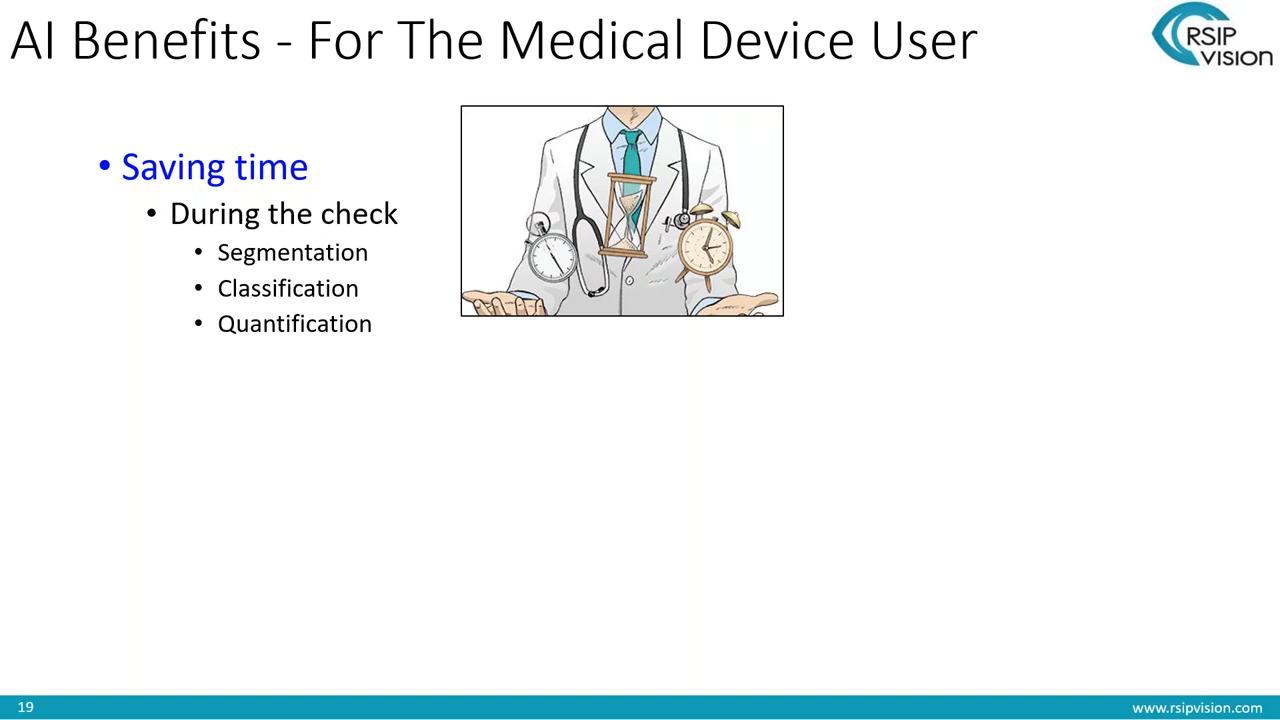 AI Benefits - For The Medical Device User
RSIP
VISION
• Saving time
• During the check
• Segmentation
• Classification
• Quantification
19
www.rsipvision.com